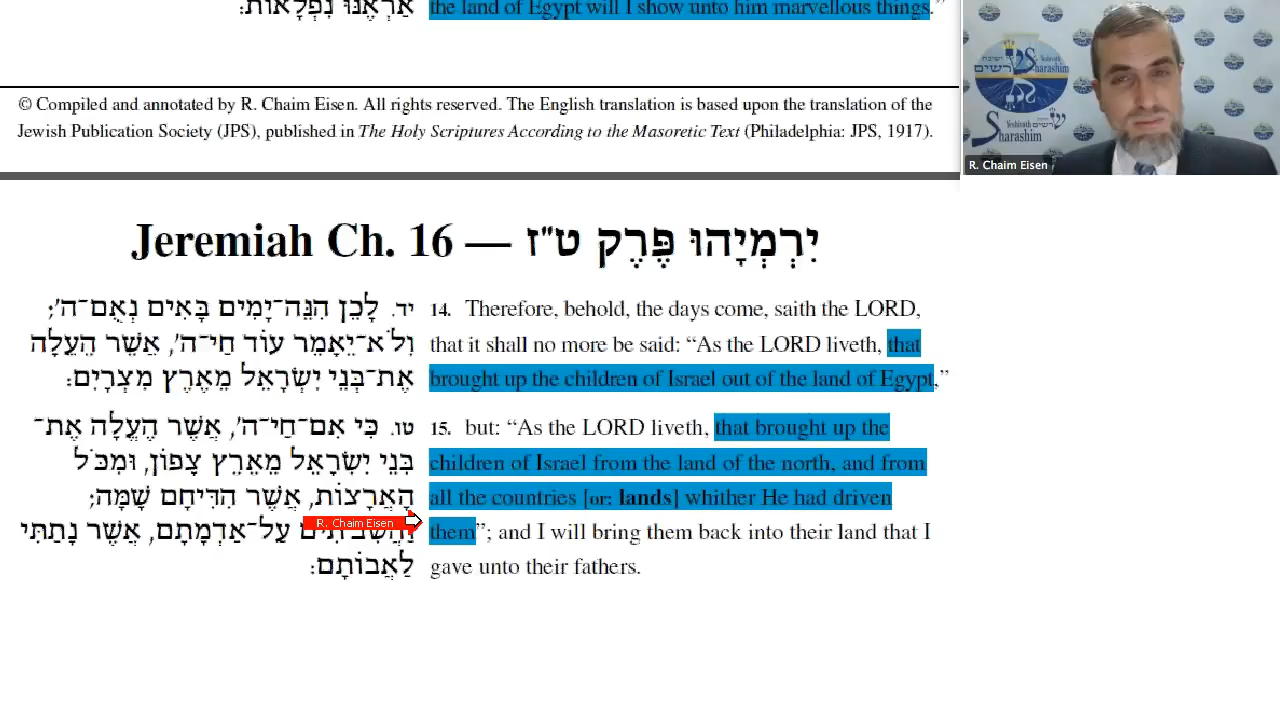 אַרְאֶנּוּ נִפְלָאוֹת:
the land of Egypt will I show unto him marvellous things.”
© Compiled and annotated by R. Chaim Eisen. All rights reserved. The English translation is based upon the translation of the
Jewish Publication Society (JPS), published in The Holy Scriptures According to the Masoretic Text (Philadelphia: JPS, 1917).
Yeshivath
Sharashim
ישיבת
שרשים
Yeshivath ישיבת
Sharashim שרשים
R. Chaim Eisen
Jeremiah Ch. 16 — יִרְמְיָהוּ פֶּרֶק ט"ז
יד. לָכֵן הִנֵּה־יָמִים בָּאִים נְאֻם־ה';
וְלֹא־יֵאָמֵר עוֹד חַי־ה', אֲשֶׁר הֶעֱלָה
אֶת־בְּנֵי יִשְׂרָאֵל מֵאֶרֶץ מִצְרָיִם:
14. Therefore, behold, the days come, saith the LORD,
that it shall no more be said: “As the LORD liveth, that
brought up the children of Israel out of the land of Egypt,”
טו. כִּי אִם־חַי־ה', אֲשֶׁר הֶעֱלָה אֶת־
בְּנֵי יִשְׂרָאֵל מֵאֶרֶץ צָפוֹן, וּמִכֹּל
הָאֲרָצוֹת, אֲשֶׁר הִדִּיחָם שָׁמָּה;
עַל־אַדְמָתָם, אֲשֶׁר נָתַתִּי
לַאֲבוֹתָם:
R. Chaim Eisen
15. but: “As the LORD liveth, that brought up the
children of Israel from the land of the north, and from
all the countries [or: lands] whither He had driven
them”; and I will bring them back into their land that I
gave unto their fathers.